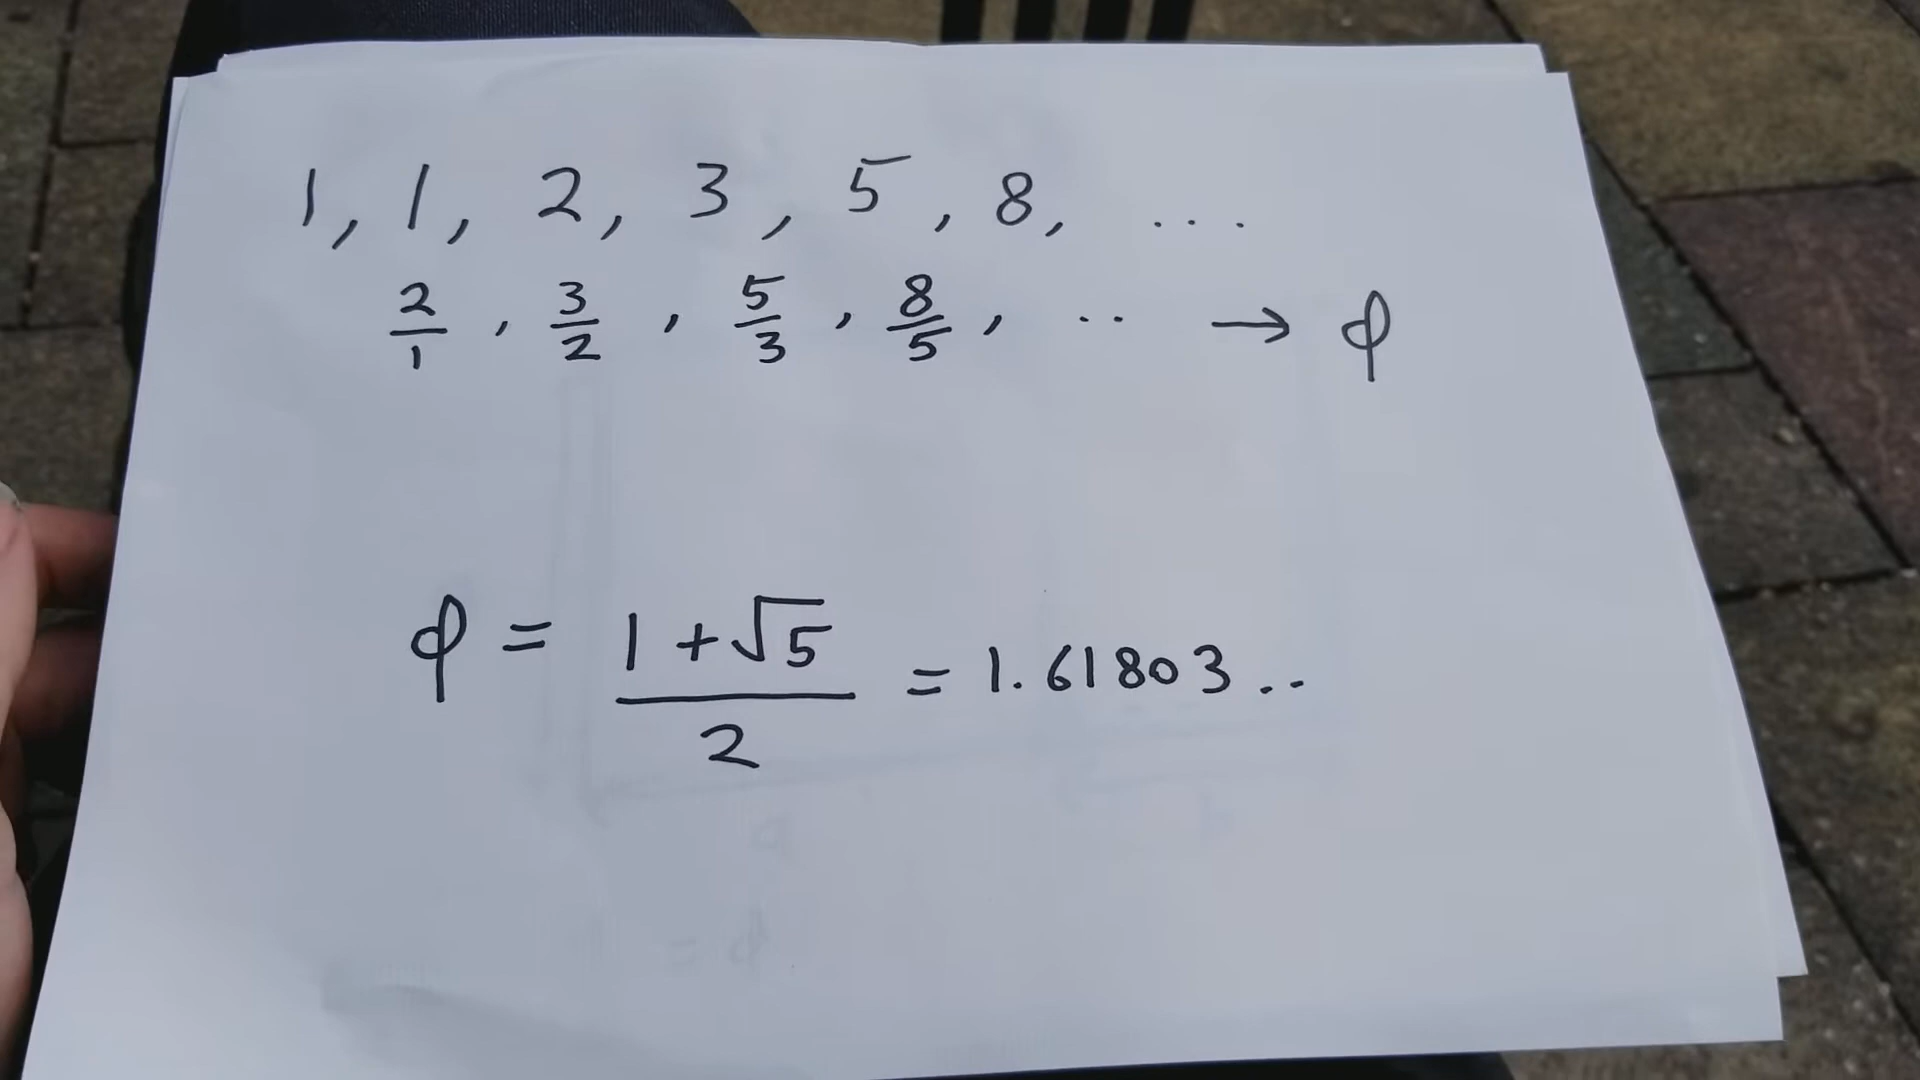 1, 1, 2, 3, 5, 8, ...
2/1, 3/2, 5/3, 8/5, .. → φ
φ = (1+√5)/2 = 1.61803..